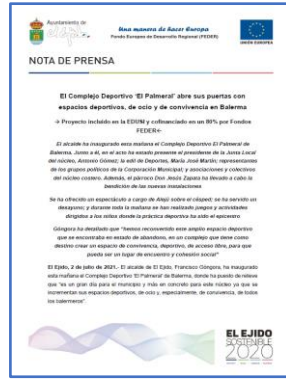 Ayuntamiento de
Una manera de hacer Europa
Fondo Europeo de Desarrollo Regional (FEDER)
UNIÓN EUROPEA
NOTA DE PRENSA
El Complejo Deportivo 'El Palmeral' abre sus puertas con
espacios deportivos, de ocio y de convivencia en Balerma
-> Proyecto incluido en la EDUSI y cofinanciado en un 80% por Fondos
FEDER<-
El alcalde ha inaugurado esta mañana el Complejo Deportivo El Palmeral de
Balerma. Junto a él, en el acto ha estado presente el presidente de la Junta Local
del núcleo, Antonio Gómez; la edil de Deportes, María José Martín; representantes
de los grupos políticos de la Corporación Municipal; y asociaciones y colectivos
del núcleo costero. Además, el párroco Don Jesús Zapata ha llevado a cabo la
bendición de las nuevas instalaciones
Se ha ofrecido un espectáculo a cargo de Afejó sobre el césped; se ha servido un
desayuno; y durante toda la mañana se han realizado juegos y actividades
dirigidos a los niños donde la práctica deportiva ha sido el epicentro
Góngora ha destallado que "hemos reconvertido este amplio espacio deportivo
que se encontraba en estado de abandono, en un complejo que tiene como
destino crear un espacio de convivencia, deportivo, de acceso libre, para que
pueda ser un lugar de encuentro y cohesión social"
El Ejido, 2 de julio de 2021.- El alcalde de El Ejido, Francisco Góngora, ha inaugurado
esta mañana el Complejo Deportivo 'El Palmeral' de Balerma, donde ha puesto de relieve
que "es un gran día para el municipio y más en concreto para este núcleo ya que se
incrementan sus espacios deportivos, de ocio y, especialmente, de convivencia, de todos
los balermeros".
EL EJIDO
SOSTENIBLE
2020